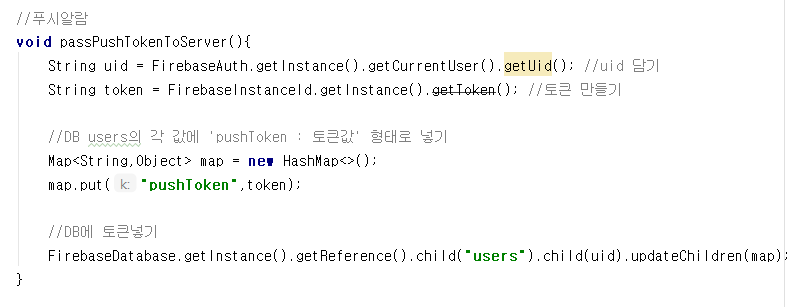 //푸시알람
void passPushTokenToServer(){
String uid = FirebaseAuth.getInstance().getCurrentUser().getUid(); //uid 담기
String token = FirebaseInstanceId.getInstance().getToken(); //토큰 만들기
//DB users의 각 값에 'pushToken : 토큰값' 형태로 넣기
Map<String,Object> map = new HashMap<>();
map.put( k: "pushToken",token);
//DB에 토큰넣기
FirebaseDatabase.getInstance().getReference().child("users").child(uid).updateChildren(map);
}